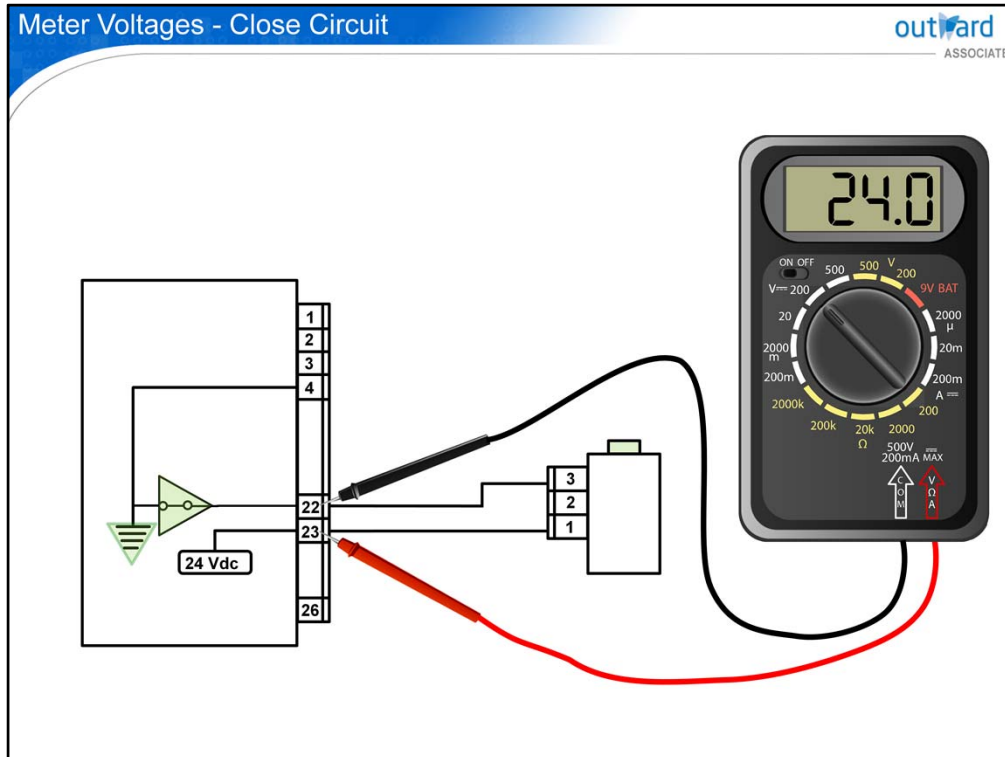 Meter Voltages - Close Circuit
outward
ASSOCIATE
24.0
ON OFF
500
500
V
200
V⎓ 200
9V BAT
20
2000
µ
2000
m
20m
200m
200m
A⎓
2000k
200
200k
20k
2000
Ω
500V
200mA
⎓
MAX
COM
VΩA
1
2
3
4
22
23
24 Vdc
26
3
2
1